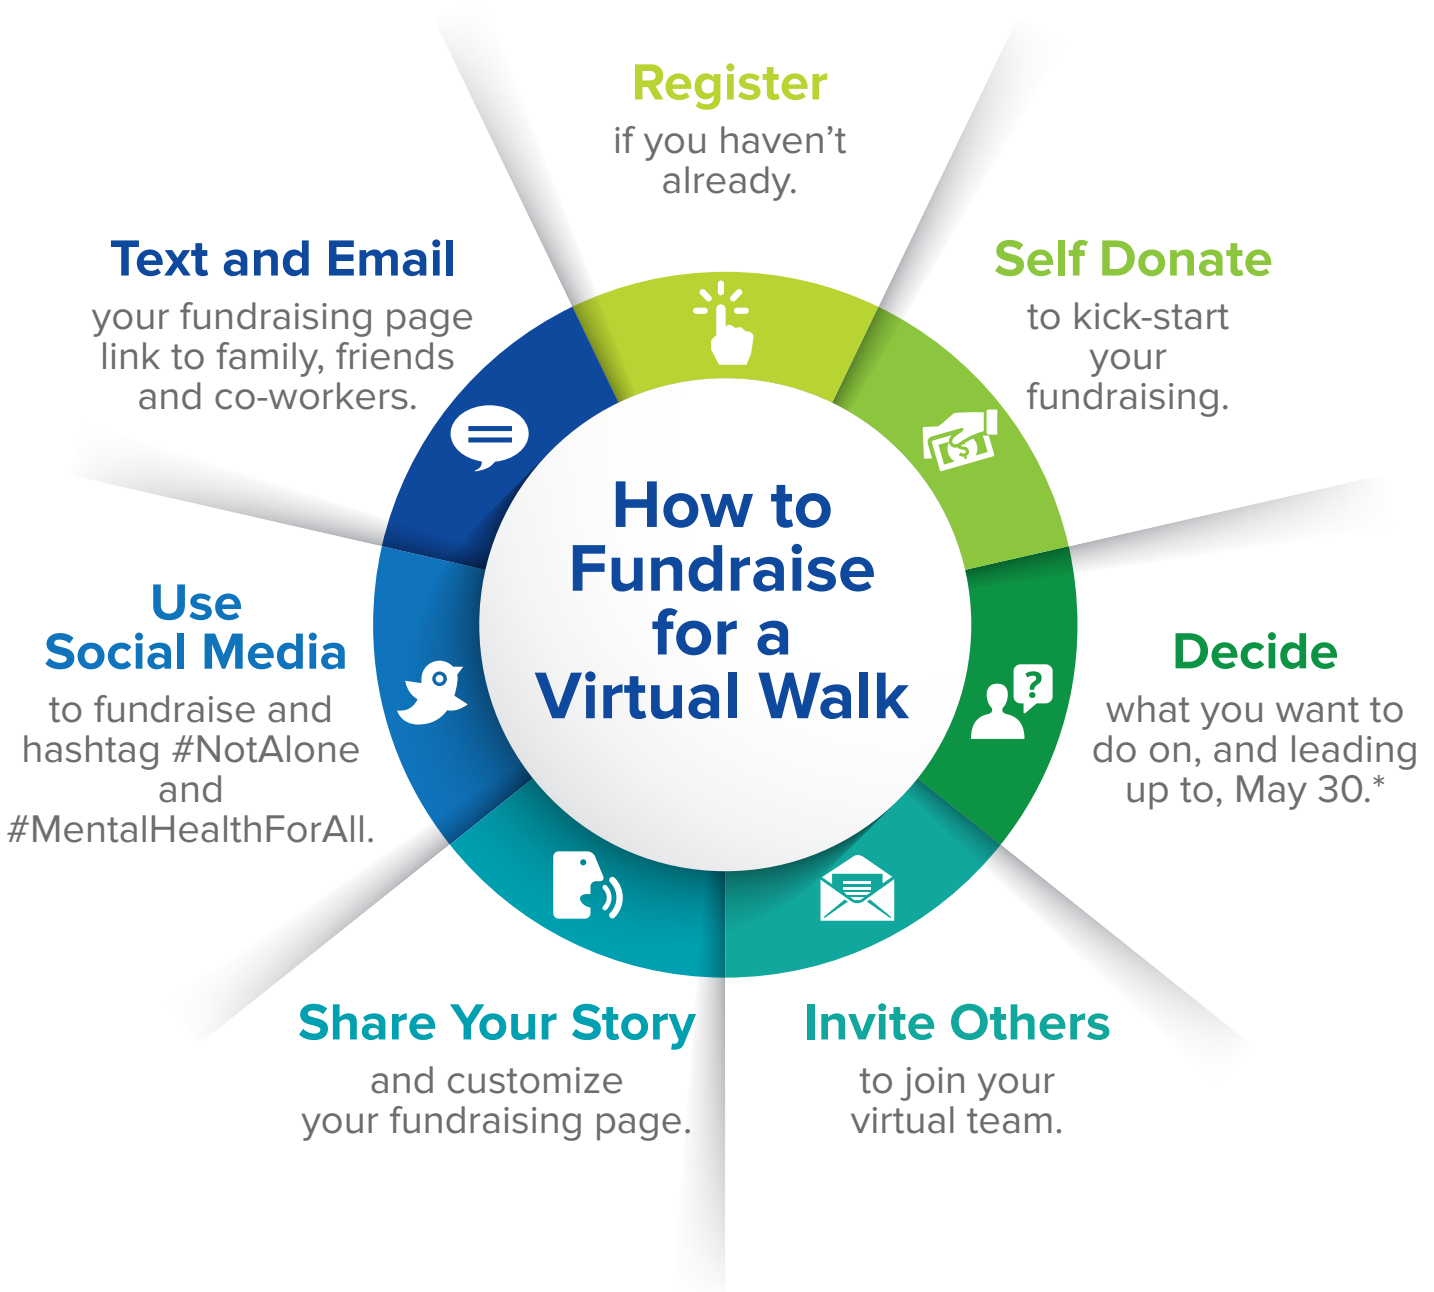 How to
Fundraise
for a
Virtual Walk
Register
if you haven’t
already.
Self Donate
to kick-start
your
fundraising.
Decide
what you want to
do on, and leading
up to, May 30.*
Invite Others
to join your
virtual team.
Share Your Story
and customize
your fundraising page.
Use
Social Media
to fundraise and
hashtag #NotAlone
and
#MentalHealthForAll.
Text and Email
your fundraising page
link to family, friends
and co-workers.
$
?